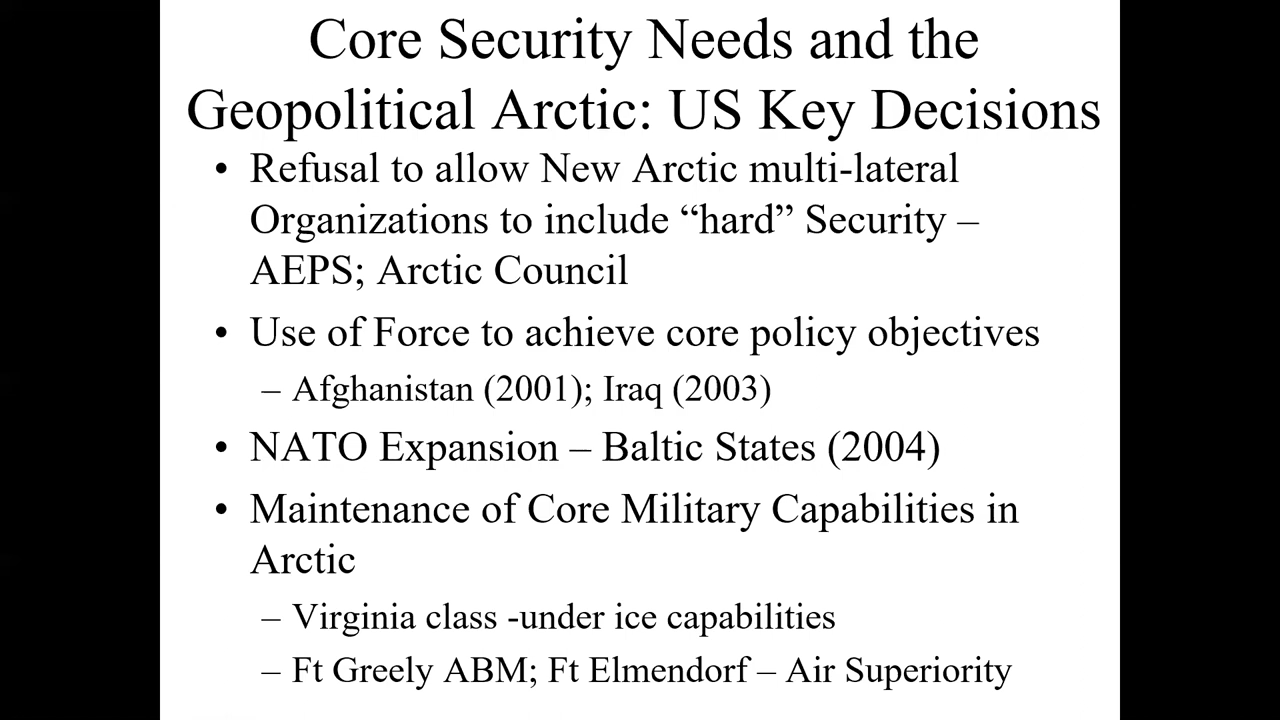 Core Security Needs and the
Geopolitical Arctic: US Key Decisions
• Refusal to allow New Arctic multi-lateral
Organizations to include “hard” Security –
AEPS; Arctic Council
• Use of Force to achieve core policy objectives
– Afghanistan (2001); Iraq (2003)
• NATO Expansion – Baltic States (2004)
• Maintenance of Core Military Capabilities in
Arctic
– Virginia class -under ice capabilities
– Ft Greely ABM; Ft Elmendorf – Air Superiority